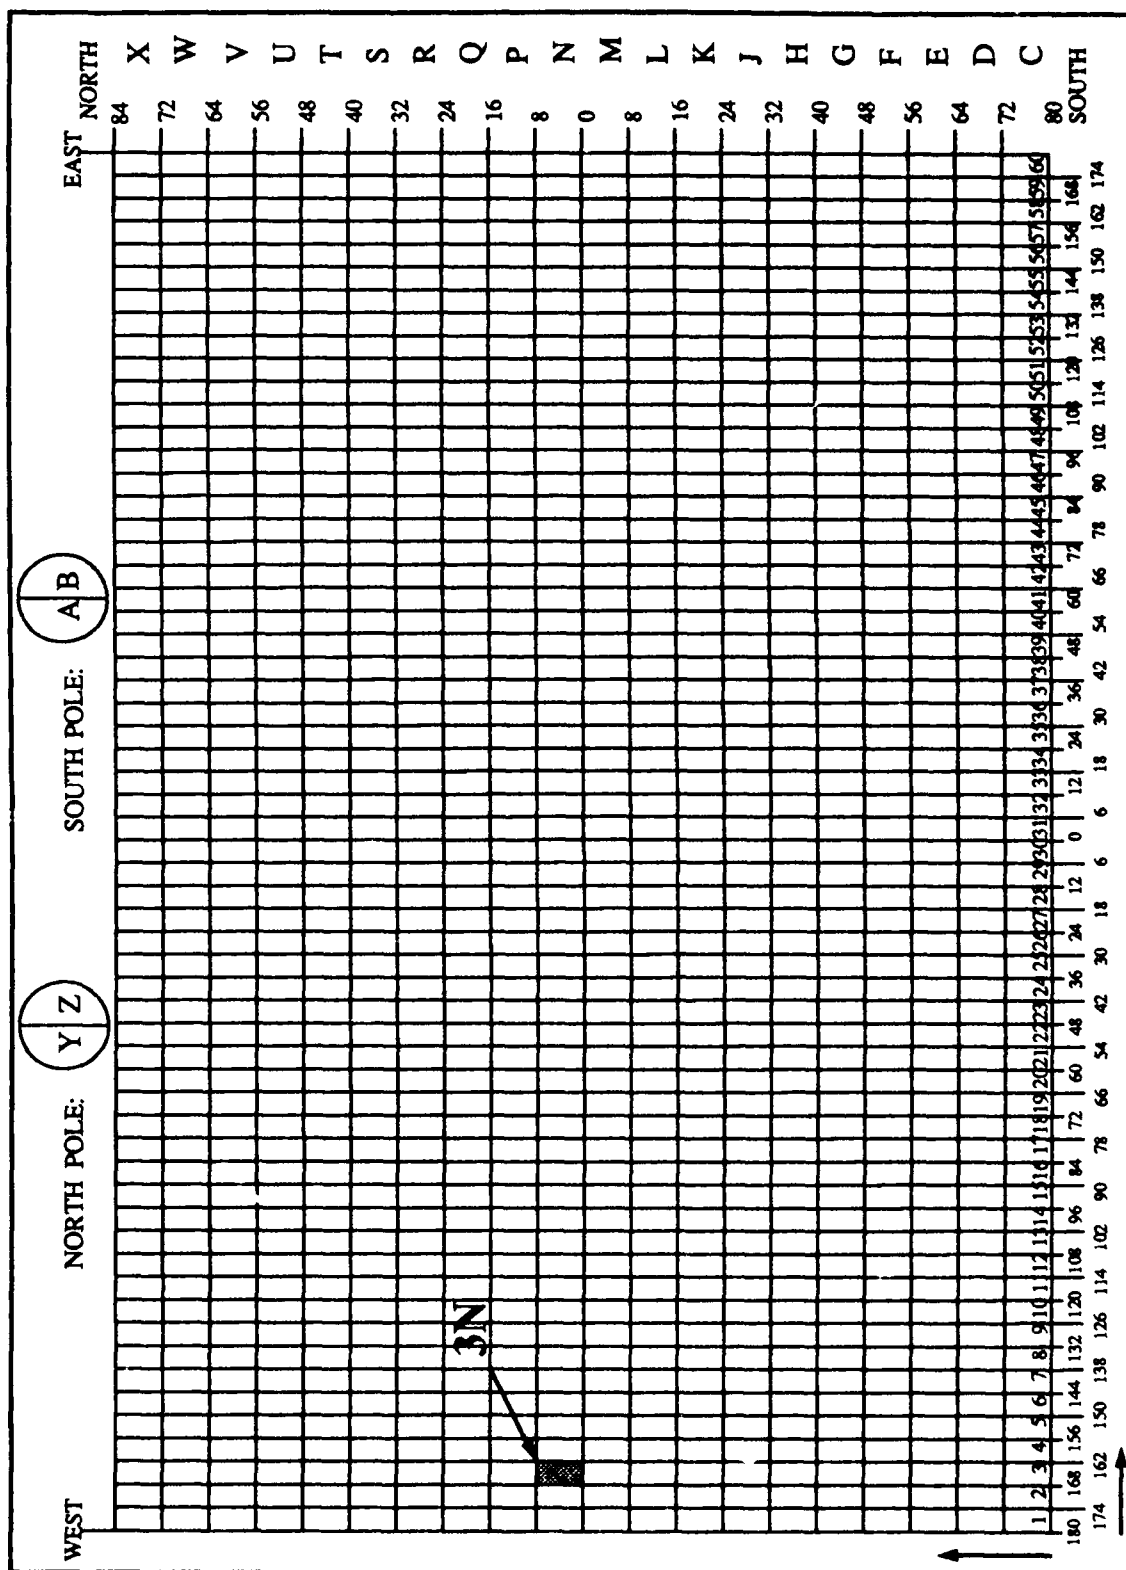 NORTH POLE: Y Z SOUTH POLE: A B
WEST EAST NORTH
84
X
72
W
64
V
56
U
48
T
40
S
32
R
24
Q
16
P
8
N
0
M
8
L
16
K
24
J
32
H
40
G
48
F
56
E
64
D
72
C
80
SOUTH
3N
1 2 3 4 5 6 7 8 9 10 11 12 13 14 15 16 17 18 19 20 21 22 23 24 25 26 27 28 29 30 31 32 33 34 35 36 37 38 39 40 41 42 43 44 45 46 47 48 49 50 51 52 53 54 55 56 57 58 59 60
180 168 156 144 132 120 108 96 84 72 60 48 36 24 12 0 12 24 36 48 60 72 84 96 108 120 132 144 156 168
174 162 150 138 126 114 102 90 78 66 54 42 30 18 6 6 18 30 42 54 66 78 90 102 114 126 138 150 162 174